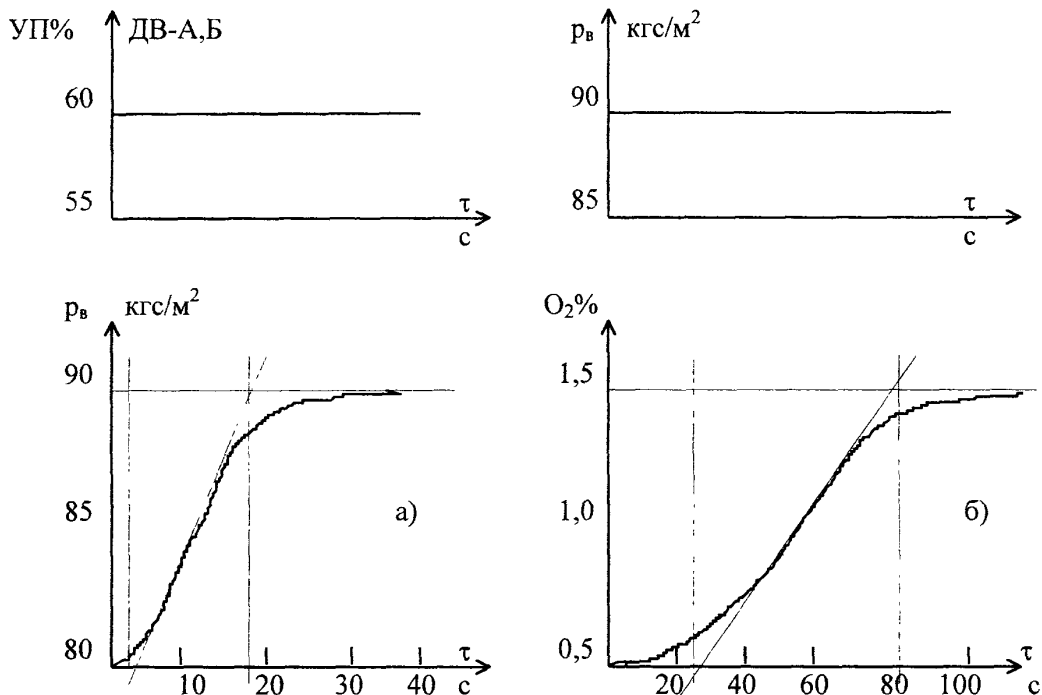 УП% ДВ-А,Б
60
55
τ
с
pв кгс/м²
90
85
τ
с
pв кгс/м²
90
85
80
а)
10 20 30 40
τ
с
O₂%
1,5
1,0
0,5
б)
20 40 60 80 100
τ
с